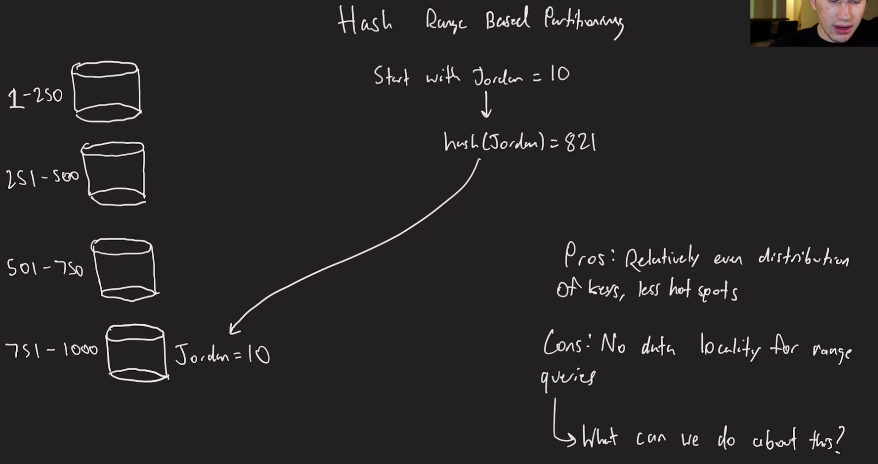 Hash Range Based Partitioning
Start with Jordan = 10
hash(Jordan) = 821
1-250
251-500
501-750
751-1000
Jordan = 10
Pros: Relatively even distribution
of keys, less hot spots
Cons: No data locality for range
queries
What can we do about this?